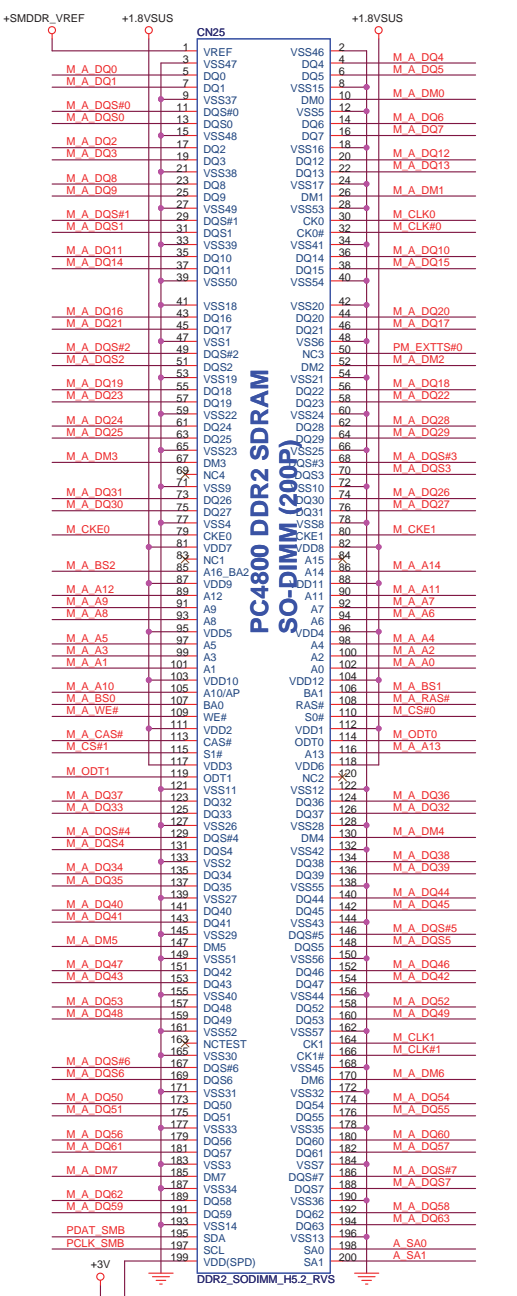 +SMDDR_VREF +1.8VSUS +1.8VSUS
CN25
1 VREF VSS46 2
3 VSS47 DQ4 4 M_A_DQ4
M_A_DQ0 5 DQ0 DQ5 6 M_A_DQ5
M_A_DQ1 7 DQ1 VSS15 8
9 VSS37 DM0 10 M_A_DM0
M_A_DQS#0 11 DQS#0 VSS5 12
M_A_DQS0 13 DQS0 DQ6 14 M_A_DQ6
15 VSS48 DQ7 16 M_A_DQ7
M_A_DQ2 17 DQ2 VSS16 18
M_A_DQ3 19 DQ3 DQ12 20 M_A_DQ12
21 VSS38 DQ13 22 M_A_DQ13
M_A_DQ8 23 DQ8 VSS17 24
M_A_DQ9 25 DQ9 DM1 26 M_A_DM1
27 VSS49 VSS53 28
M_A_DQS#1 29 DQS#1 CK0 30 M_CLK0
M_A_DQS1 31 DQS1 CK0# 32 M_CLK#0
33 VSS39 VSS41 34
M_A_DQ11 35 DQ10 DQ14 36 M_A_DQ10
M_A_DQ14 37 DQ11 DQ15 38 M_A_DQ15
39 VSS50 VSS54 40
41 VSS18 VSS20 42
M_A_DQ16 43 DQ16 DQ20 44 M_A_DQ20
M_A_DQ21 45 DQ17 DQ21 46 M_A_DQ17
47 VSS1 VSS6 48
M_A_DQS#2 49 DQS#2 NC3 50 PM_EXTTS#0
M_A_DQS2 51 DQS2 DM2 52 M_A_DM2
53 VSS19 VSS21 54
M_A_DQ19 55 DQ18 DQ22 56 M_A_DQ18
M_A_DQ23 57 DQ19 DQ23 58 M_A_DQ22
59 VSS22 VSS24 60
M_A_DQ24 61 DQ24 DQ28 62 M_A_DQ28
M_A_DQ25 63 DQ25 DQ29 64 M_A_DQ29
65 VSS23 VSS25 66
M_A_DM3 67 DM3 DQS#3 68 M_A_DQS#3
69 NC4 DQS3 70 M_A_DQS3
71 VSS9 VSS10 72
M_A_DQ31 73 DQ26 DQ30 74 M_A_DQ26
M_A_DQ30 75 DQ27 DQ31 76 M_A_DQ27
77 VSS4 VSS8 78
M_CKE0 79 CKE0 CKE1 80 M_CKE1
81 VDD7 VDD8 82
83 NC1 A15 84
M_A_BS2 85 A16_BA2 A14 86 M_A_A14
87 VDD9 VDD11 88
M_A_A12 89 A12 A11 90 M_A_A11
M_A_A9 91 A9 A7 92 M_A_A7
M_A_A8 93 A8 A6 94 M_A_A6
95 VDD5 VDD4 96
M_A_A5 97 A5 A4 98 M_A_A4
M_A_A3 99 A3 A2 100 M_A_A2
M_A_A1 101 A1 A0 102 M_A_A0
103 VDD10 VDD12 104
M_A_A10 105 A10/AP BA1 106 M_A_BS1
M_A_BS0 107 BA0 RAS# 108 M_A_RAS#
M_A_WE# 109 WE# S0# 110 M_CS#0
111 VDD2 VDD1 112
M_A_CAS# 113 CAS# ODT0 114 M_ODT0
M_CS#1 115 S1# A13 116 M_A_A13
117 VDD3 VDD6 118
M_ODT1 119 ODT1 NC2 120
121 VSS11 VSS12 122
M_A_DQ37 123 DQ32 DQ36 124 M_A_DQ36
M_A_DQ33 125 DQ33 DQ37 126 M_A_DQ32
127 VSS26 VSS28 128
M_A_DQS#4 129 DQS#4 DM4 130 M_A_DM4
M_A_DQS4 131 DQS4 VSS42 132
133 VSS2 DQ38 134 M_A_DQ38
M_A_DQ34 135 DQ34 DQ39 136 M_A_DQ39
M_A_DQ35 137 DQ35 VSS55 138
139 VSS27 DQ44 140 M_A_DQ44
M_A_DQ40 141 DQ40 DQ45 142 M_A_DQ45
M_A_DQ41 143 DQ41 VSS43 144
145 VSS29 DQS#5 146 M_A_DQS#5
M_A_DM5 147 DM5 DQS5 148 M_A_DQS5
149 VSS51 VSS56 150
M_A_DQ47 151 DQ42 DQ46 152 M_A_DQ46
M_A_DQ43 153 DQ43 DQ47 154 M_A_DQ42
155 VSS40 VSS44 156
M_A_DQ53 157 DQ48 DQ52 158 M_A_DQ52
M_A_DQ48 159 DQ49 DQ53 160 M_A_DQ49
161 VSS52 VSS57 162
163 NCTEST CK1 164 M_CLK1
165 VSS30 CK1# 166 M_CLK#1
M_A_DQS#6 167 DQS#6 VSS45 168
M_A_DQS6 169 DQS6 DM6 170 M_A_DM6
171 VSS31 VSS32 172
M_A_DQ50 173 DQ50 DQ54 174 M_A_DQ54
M_A_DQ51 175 DQ51 DQ55 176 M_A_DQ55
177 VSS33 VSS35 178
M_A_DQ56 179 DQ56 DQ60 180 M_A_DQ60
M_A_DQ61 181 DQ57 DQ61 182 M_A_DQ57
183 VSS3 VSS7 184
M_A_DM7 185 DM7 DQS#7 186 M_A_DQS#7
187 VSS34 DQS7 188 M_A_DQS7
M_A_DQ62 189 DQ58 VSS36 190
M_A_DQ59 191 DQ59 DQ62 192 M_A_DQ58
193 VSS14 DQ63 194 M_A_DQ63
PDAT_SMB 195 SDA VSS13 196
PCLK_SMB 197 SCL SA0 198 A_SA0
199 VDD(SPD) SA1 200 A_SA1
+3V
DDR2_SODIMM_H5.2_RVS
PC4800 DDR2 SDRAM
SO-DIMM (200P)